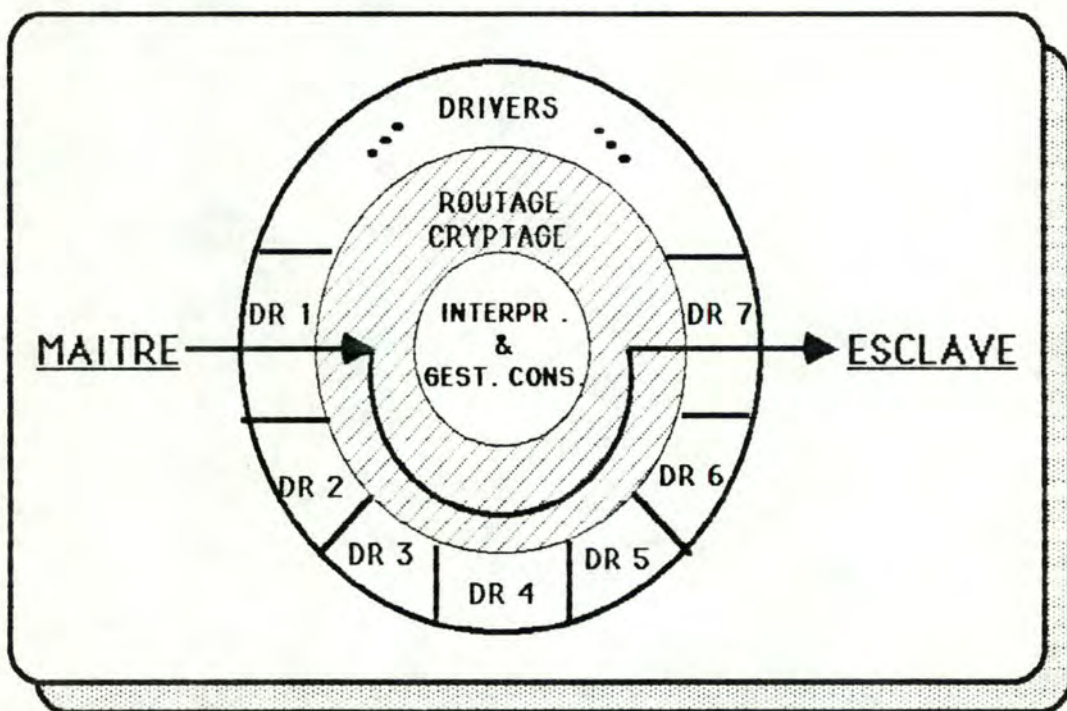 DRIVERS
ROUTAGE
CRYPTAGE
DR 1
INTERPR.
&
GEST. CONS.
DR 7
MAITRE
ESCLAVE
DR 2
DR 6
DR 3
DR 5
DR 4